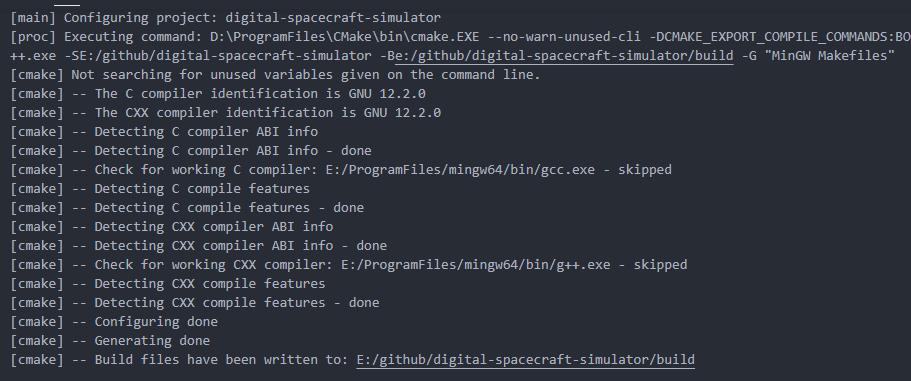 [main] Configuring project: digital-spacecraft-simulator
[proc] Executing command: D:\ProgramFiles\CMake\bin\cmake.EXE --no-warn-unused-cli -DCMAKE_EXPORT_COMPILE_COMMANDS:BO
++.exe -SE:/github/digital-spacecraft-simulator -Be:/github/digital-spacecraft-simulator/build -G "MinGW Makefiles"
[cmake] Not searching for unused variables given on the command line.
[cmake] -- The C compiler identification is GNU 12.2.0
[cmake] -- The CXX compiler identification is GNU 12.2.0
[cmake] -- Detecting C compiler ABI info
[cmake] -- Detecting C compiler ABI info - done
[cmake] -- Check for working C compiler: E:/ProgramFiles/mingw64/bin/gcc.exe - skipped
[cmake] -- Detecting C compile features
[cmake] -- Detecting C compile features - done
[cmake] -- Detecting CXX compiler ABI info
[cmake] -- Detecting CXX compiler ABI info - done
[cmake] -- Check for working CXX compiler: E:/ProgramFiles/mingw64/bin/g++.exe - skipped
[cmake] -- Detecting CXX compile features
[cmake] -- Detecting CXX compile features - done
[cmake] -- Configuring done
[cmake] -- Generating done
[cmake] -- Build files have been written to: E:/github/digital-spacecraft-simulator/build